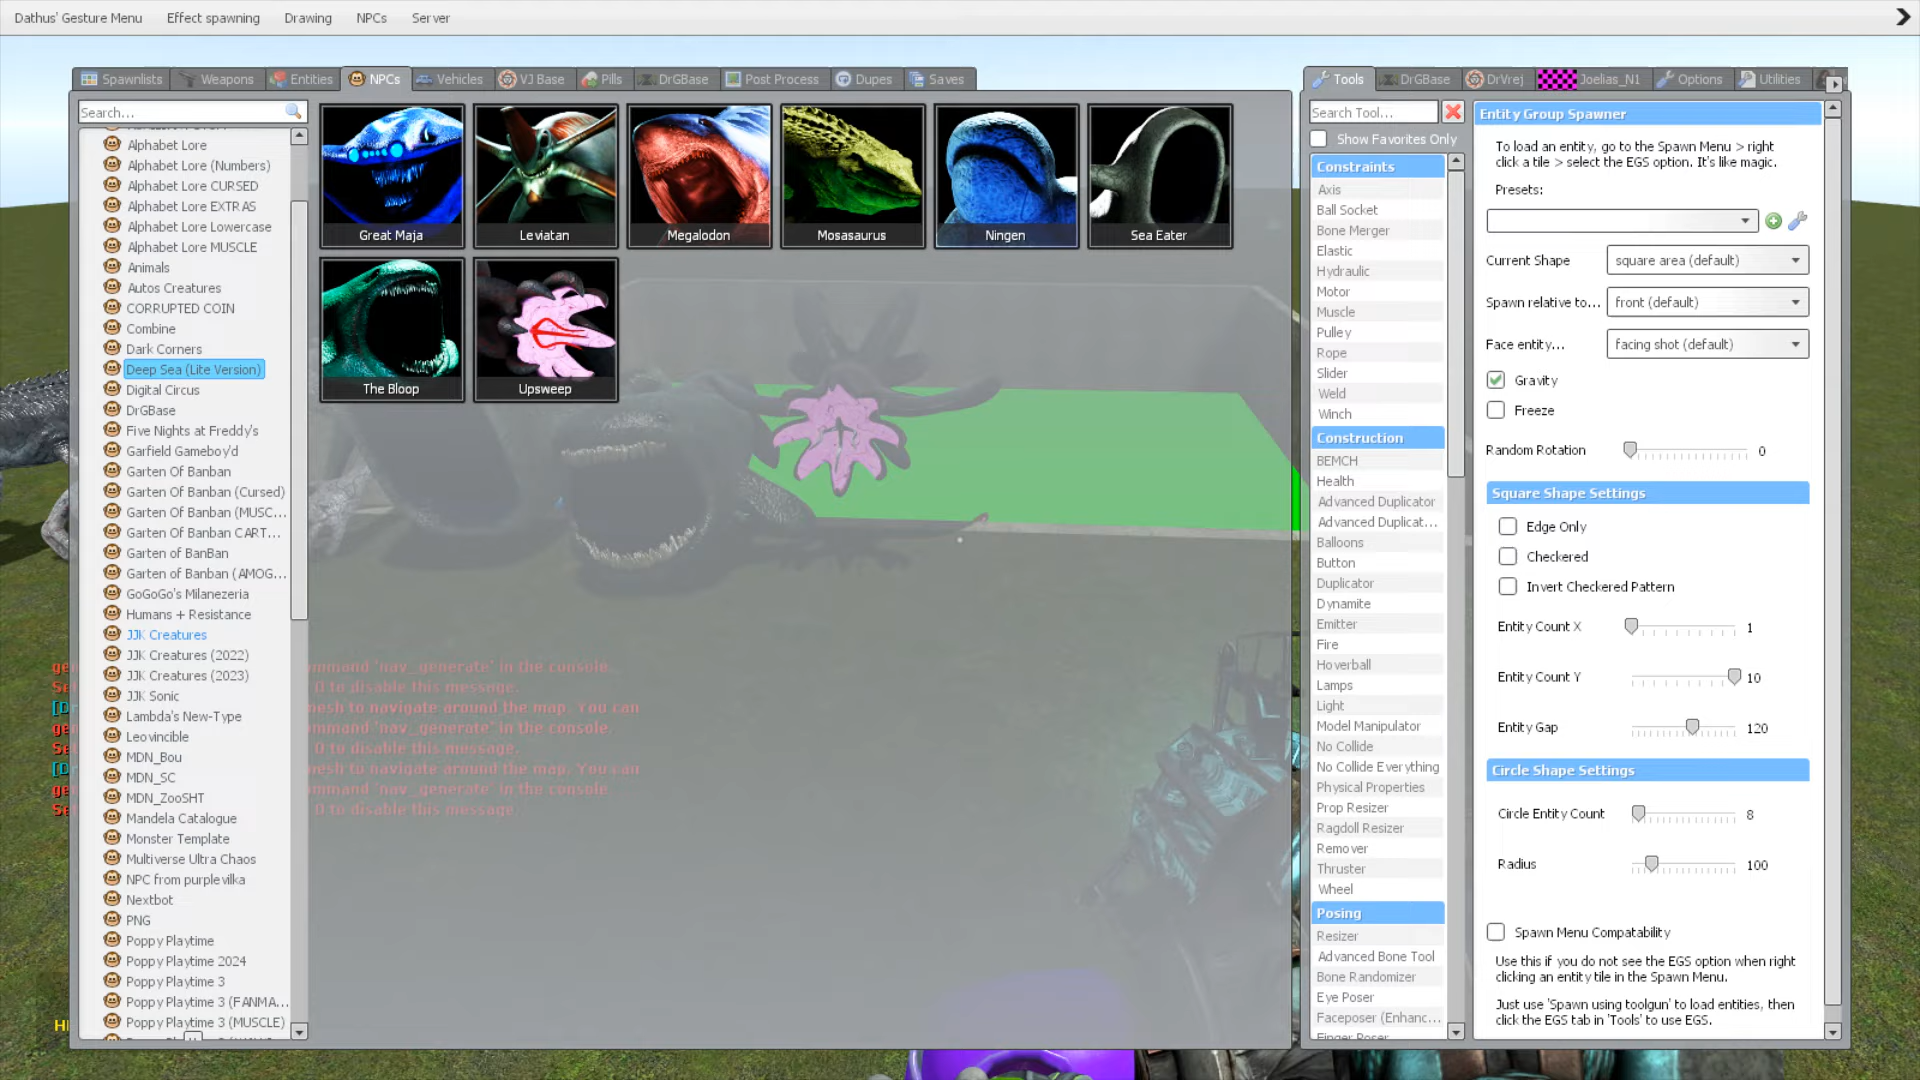 Dathus' Gesture Menu
Effect spawning
Drawing
NPCs
Server
Spawnlists
Weapons
Entities
NPCs
Vehicles
VJ Base
Pills
DrGBase
Post Process
Dupes
Saves
Search...
Alphabet Lore
Alphabet Lore (Numbers)
Alphabet Lore CURSED
Alphabet Lore EXTRAS
Alphabet Lore Lowercase
Alphabet Lore MUSCLE
Animals
Autos Creatures
CORRUPTED COIN
Combine
Dark Corners
Deep Sea (Lite Version)
Digital Circus
DrGBase
Five Nights at Freddy's
Garfield Gameboy'd
Garten Of Banban
Garten Of Banban (Cursed)
Garten Of Banban (MUSC...
Garten Of Banban CART...
Garten of BanBan
Garten of Banban (AMOG...
GoGoGo's Milanezeria
Humans + Resistance
JJK Creatures
JJK Creatures (2022)
JJK Creatures (2023)
JJK Sonic
Lambda's New-Type
Leovincible
MDN_Bou
MDN_SC
MDN_ZooSHT
Mandela Catalogue
Monster Template
Multiverse Ultra Chaos
NPC from purplevilka
Nextbot
PNG
Poppy Playtime
Poppy Playtime 2024
Poppy Playtime 3
Poppy Playtime 3 (FANMA...
Poppy Playtime 3 (MUSCLE)
Great Maja
Leviatan
Megalodon
Mosasaurus
Ningen
Sea Eater
The Bloop
Upsweep
ommand 'nav_generate' in the console.
0 to disable this message.
mesh to navigate around the map. You can
ommand 'nav_generate' in the console.
0 to disable this message.
mesh to navigate around the map. You can
ommand 'nav_generate' in the console.
0 to disable this message.
Tools
DrGBase
DrVrej
Joelias_N1
Options
Utilities
Search Tool...
Show Favorites Only
Constraints
Axis
Ball Socket
Bone Merger
Elastic
Hydraulic
Motor
Muscle
Pulley
Rope
Slider
Weld
Winch
Construction
BEMCH
Health
Advanced Duplicator
Advanced Duplicat...
Balloons
Button
Duplicator
Dynamite
Emitter
Fire
Hoverball
Lamps
Light
Model Manipulator
No Collide
No Collide Everything
Physical Properties
Prop Resizer
Ragdoll Resizer
Remover
Thruster
Wheel
Posing
Resizer
Advanced Bone Tool
Bone Randomizer
Eye Poser
Faceposer (Enhanc...
Finger Poser
Entity Group Spawner
To load an entity, go to the Spawn Menu > right
click a tile > select the EGS option. It's like magic.
Presets:
Current Shape
square area (default)
Spawn relative to...
front (default)
Face entity...
facing shot (default)
Gravity
Freeze
Random Rotation
0
Square Shape Settings
Edge Only
Checkered
Invert Checkered Pattern
Entity Count X
1
Entity Count Y
10
Entity Gap
120
Circle Shape Settings
Circle Entity Count
8
Radius
100
Spawn Menu Compatability
Use this if you do not see the EGS option when right
clicking an entity tile in the Spawn Menu.
Just use 'Spawn using toolgun' to load entities, then
click the EGS tab in 'Tools' to use EGS.